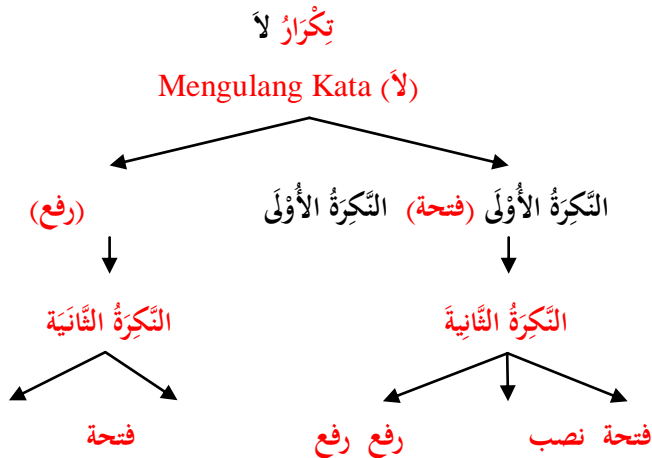 تِكْرَارُ لاَ
Mengulang Kata (لاَ)
النَّكِرَةُ الأُوْلَى (فتحة) النَّكِرَةُ الأُوْلَى (رفع)
النَّكِرَةُ الثَّانِيةَ النَّكِرَةُ الثَّانَيَة
فتحة نصب رفع رفع فتحة